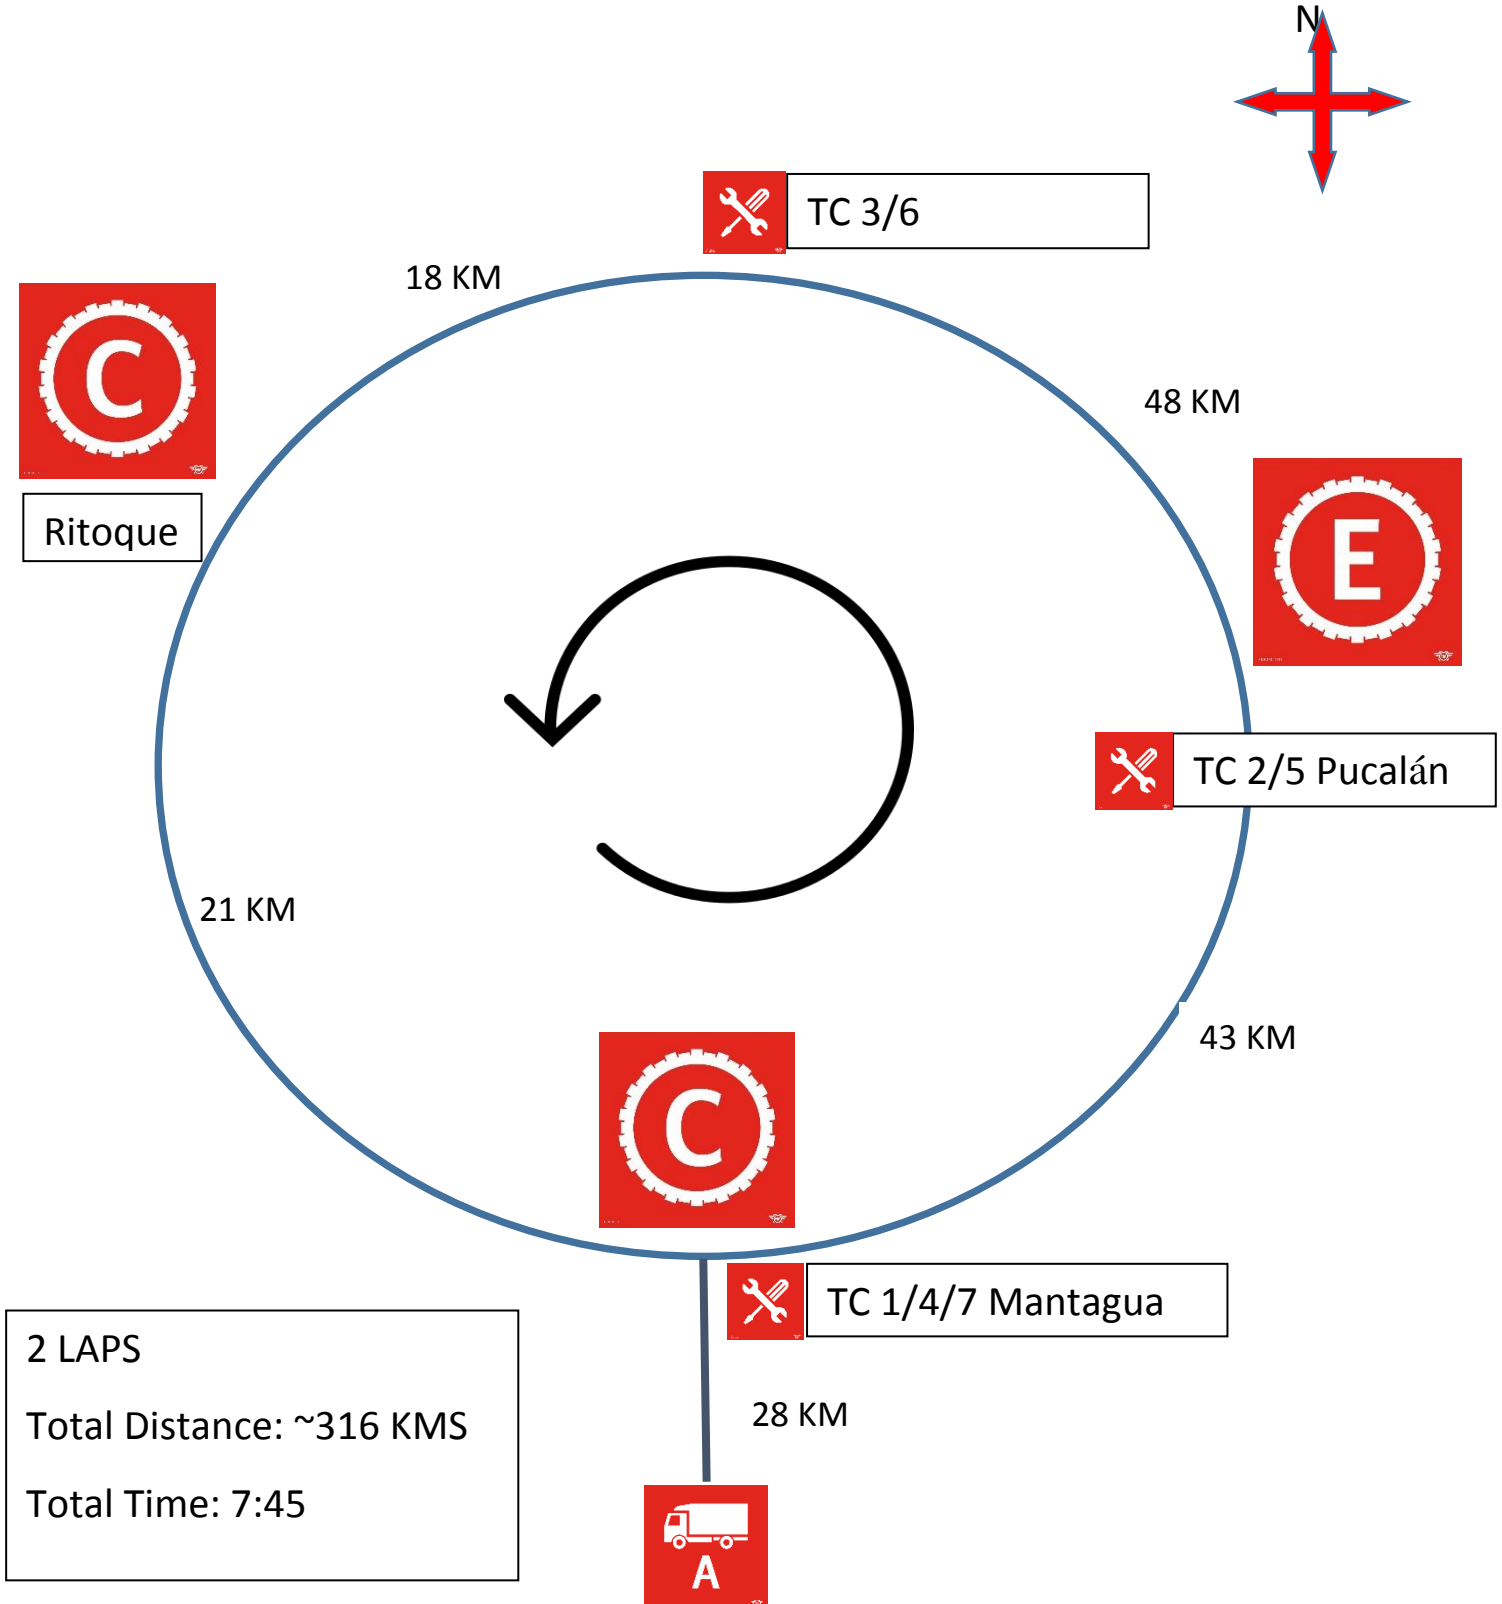 N
TC 3/6
18 KM
C
48 KM
Ritoque
E
TC 2/5 Pucalán
21 KM
43 KM
C
TC 1/4/7 Mantagua
2 LAPS
Total Distance: ~316 KMS
Total Time: 7:45
28 KM
A